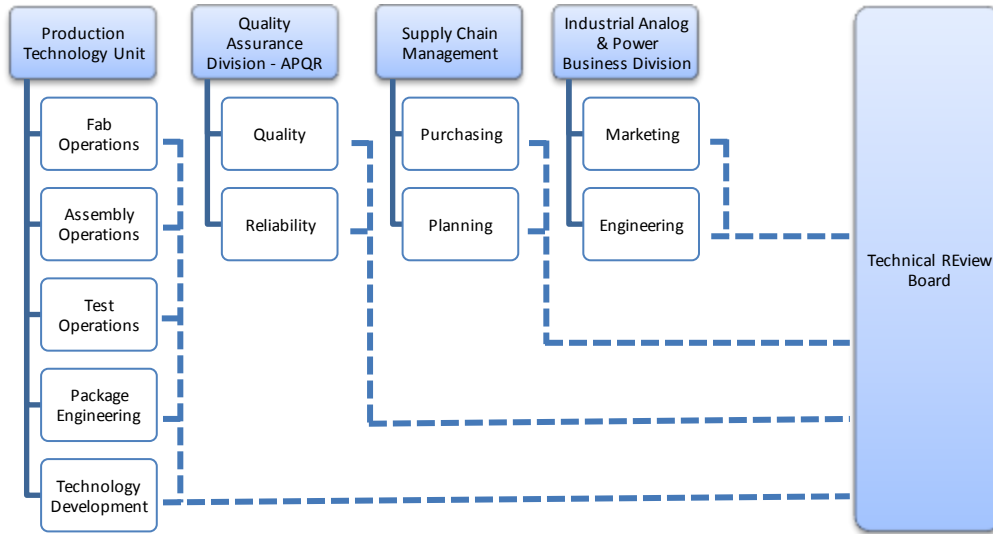 Production
Technology Unit
Fab
Operations
Assembly
Operations
Test
Operations
Package
Engineering
Technology
Development
Quality
Assurance
Division - APQR
Quality
Reliability
Supply Chain
Management
Purchasing
Planning
Industrial Analog
& Power
Business Division
Marketing
Engineering
Technical REview
Board